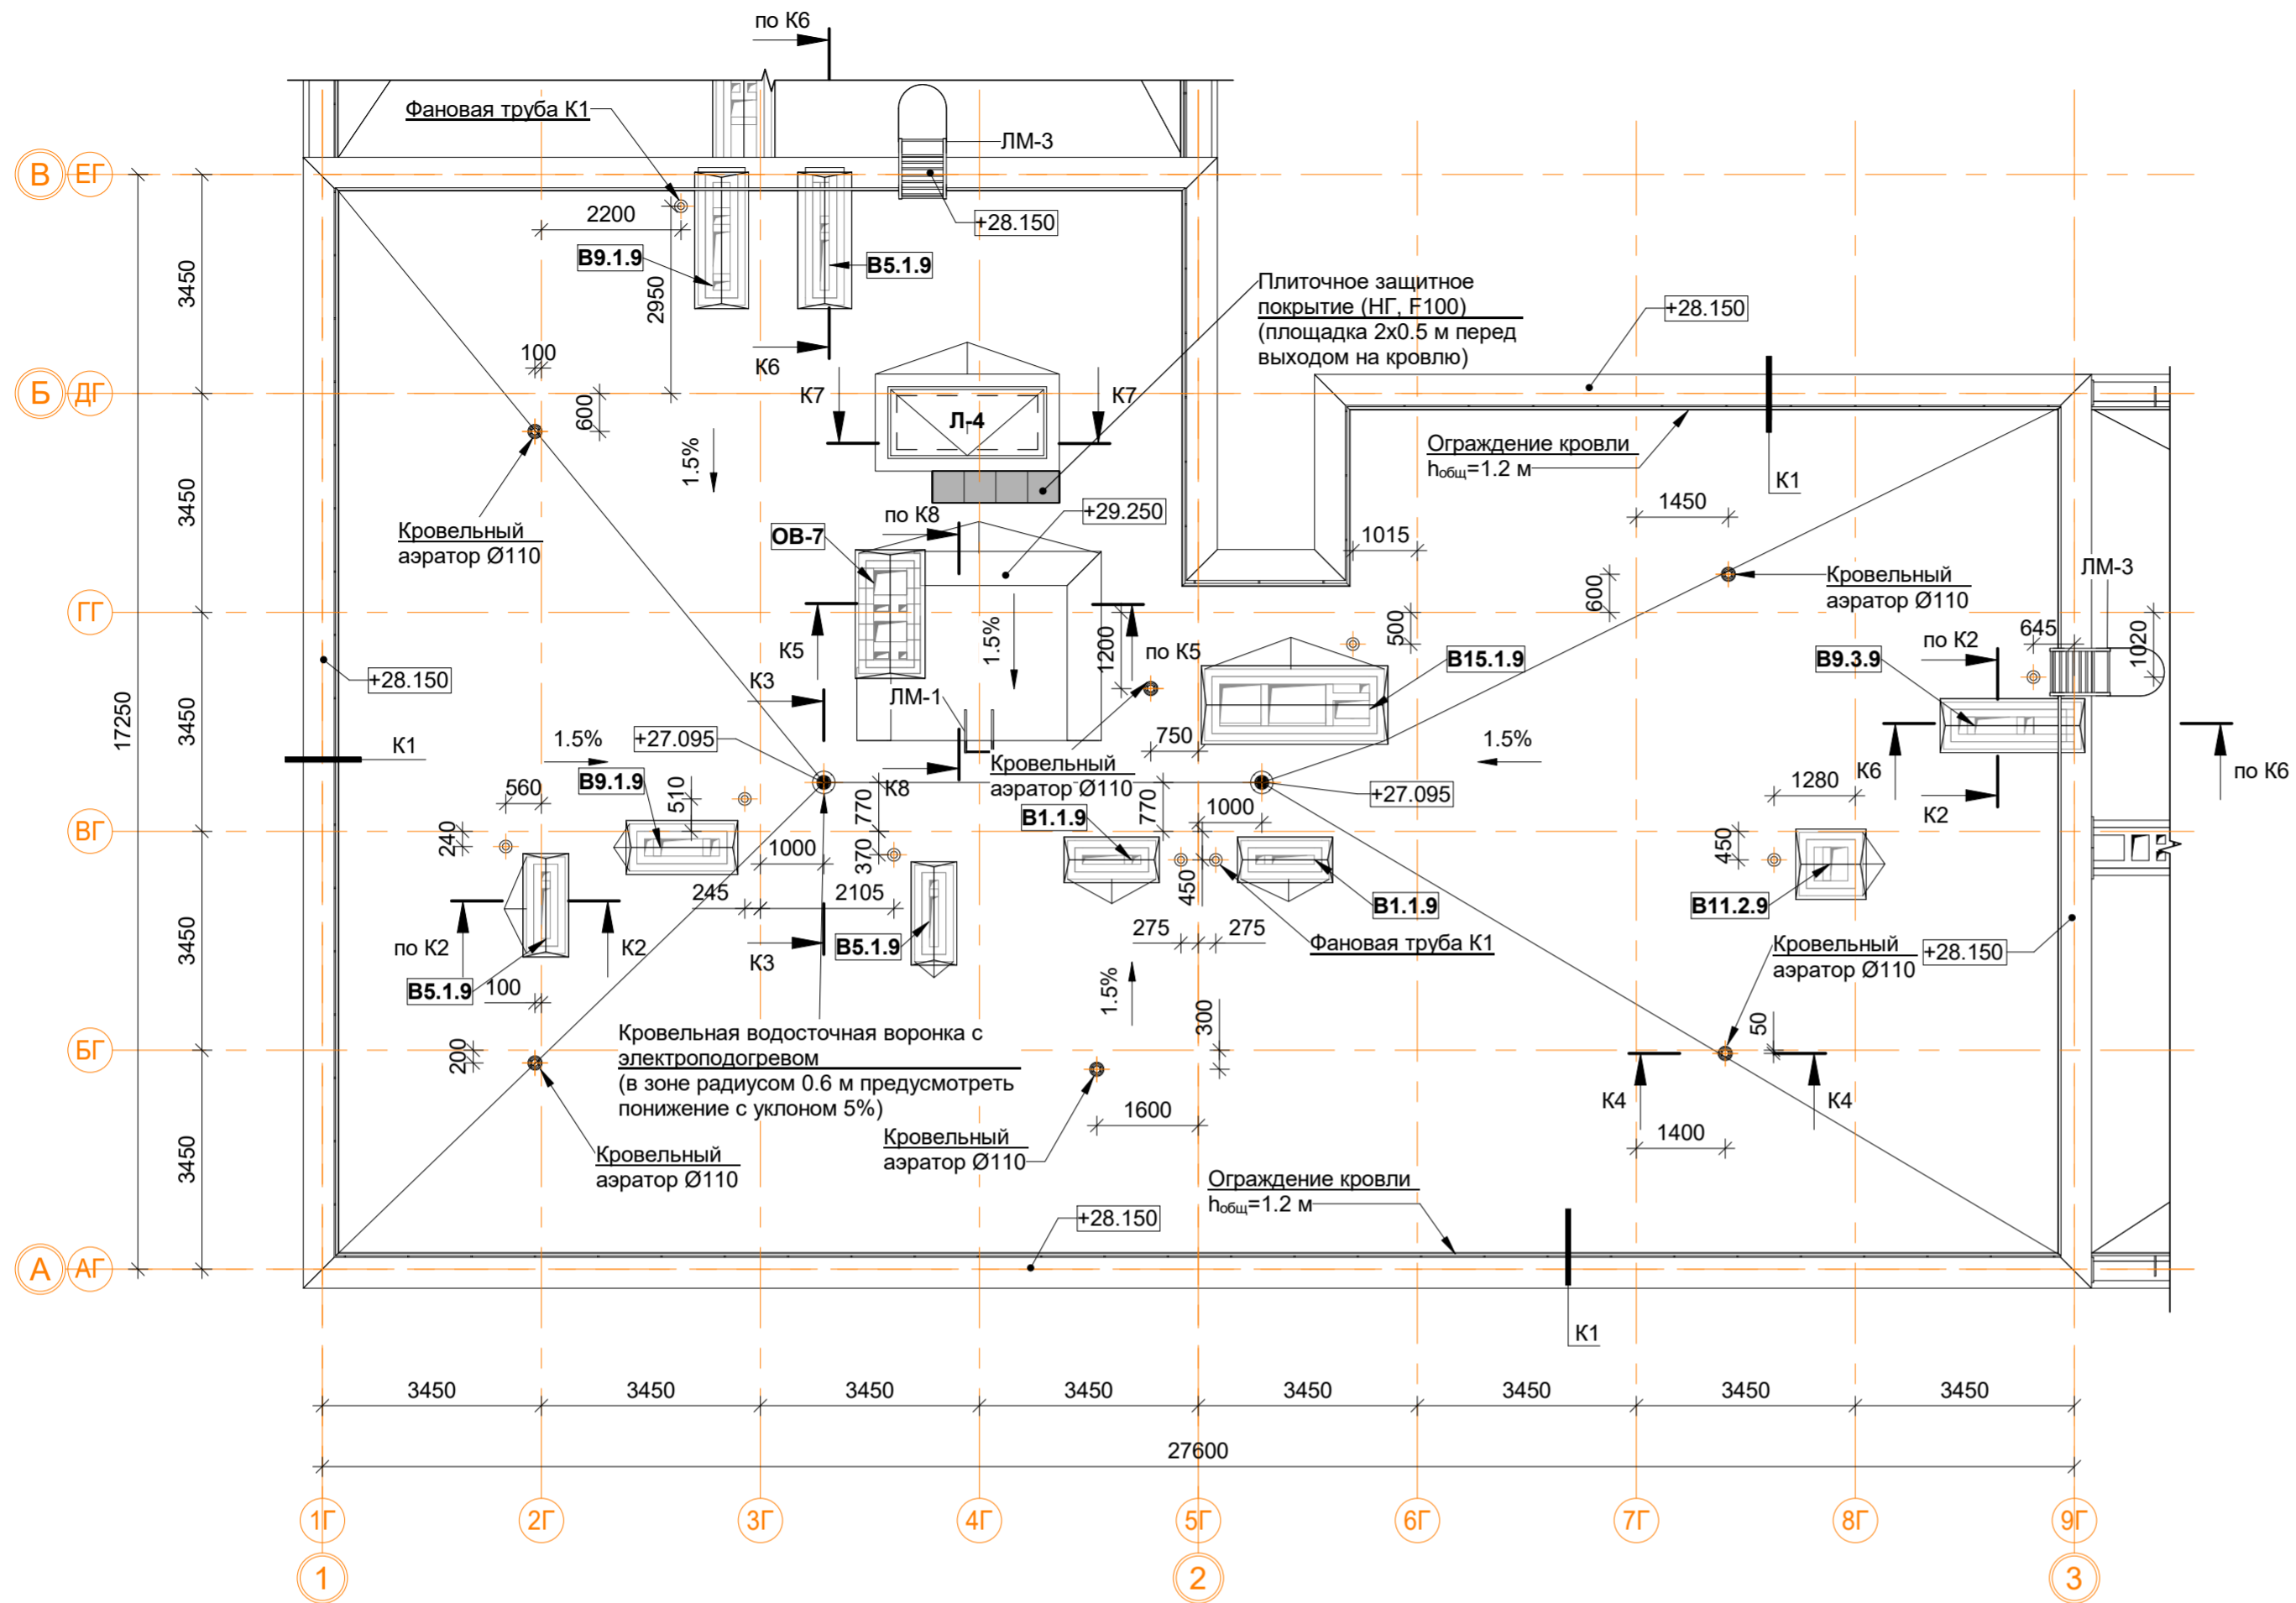 по К6
Фановая труба К1
ЛМ-3
В
ЕГ
2200
+28.150
В9.1.9
В5.1.9
3450
2950
Плиточное защитное
покрытие (НГ, F100)
(площадка 2х0.5 м перед
выходом на кровлю)
+28.150
100
К6
К7
К7
Б
ДГ
600
Л-4
1.5%
Ограждение кровли
hобщ=1.2 м
К1
3450
1450
по К8
+29.250
ОВ-7
Кровельный
аэратор Ø110
1015
600
Кровельный
аэратор Ø110
ЛМ-3
ГГ
500
1.5%
1200
К5
по К5
645
1020
по К2
В15.1.9
В9.3.9
+28.150
К3
ЛМ-1
17250
3450
К1
1.5%
+27.095
750
1.5%
Кровельный
аэратор Ø110
К6
по К6
560
В9.1.9
510
К8
770
770
+27.095
1280
1000
К2
В1.1.9
ВГ
240
1000
370
450
450
245
2105
В1.1.9
В11.2.9
3450
по К2
К2
К3
В5.1.9
275
275
Фановая труба К1
Кровельный
аэратор Ø110
+28.150
В5.1.9
100
1.5%
300
50
Кровельная водосточная воронка с
электроподогревом
(в зоне радиусом 0.6 м предусмотреть
понижение с уклоном 5%)
БГ
200
К4
К4
1600
1400
Кровельный
аэратор Ø110
Кровельный
аэратор Ø110
3450
Ограждение кровли
hобщ=1.2 м
+28.150
А
АГ
К1
3450
3450
3450
3450
3450
3450
3450
3450
27600
1Г
2Г
3Г
4Г
5Г
6Г
7Г
8Г
9Г
1
2
3